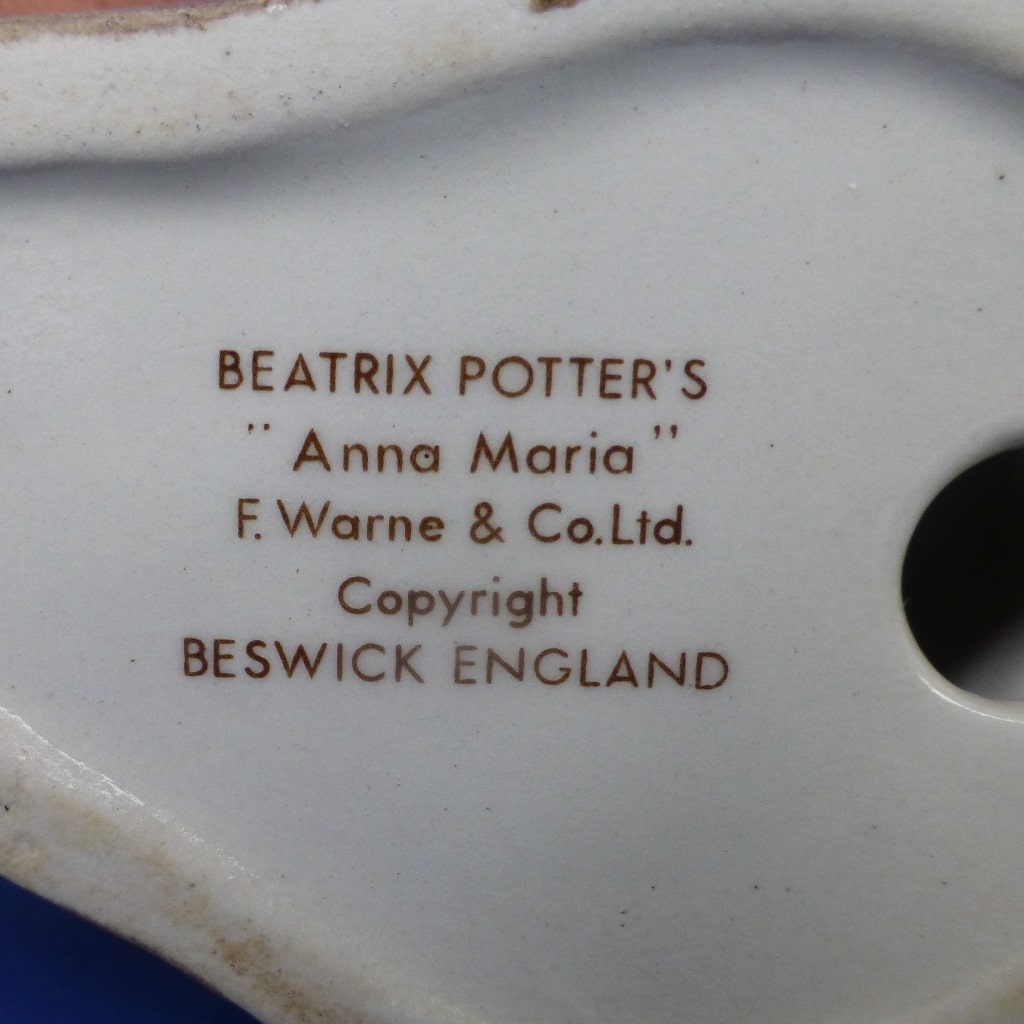 BEATRIX POTTER'S
"Anna Maria"
F. Warne & Co.Ltd.
Copyright
BESWICK ENGLAND